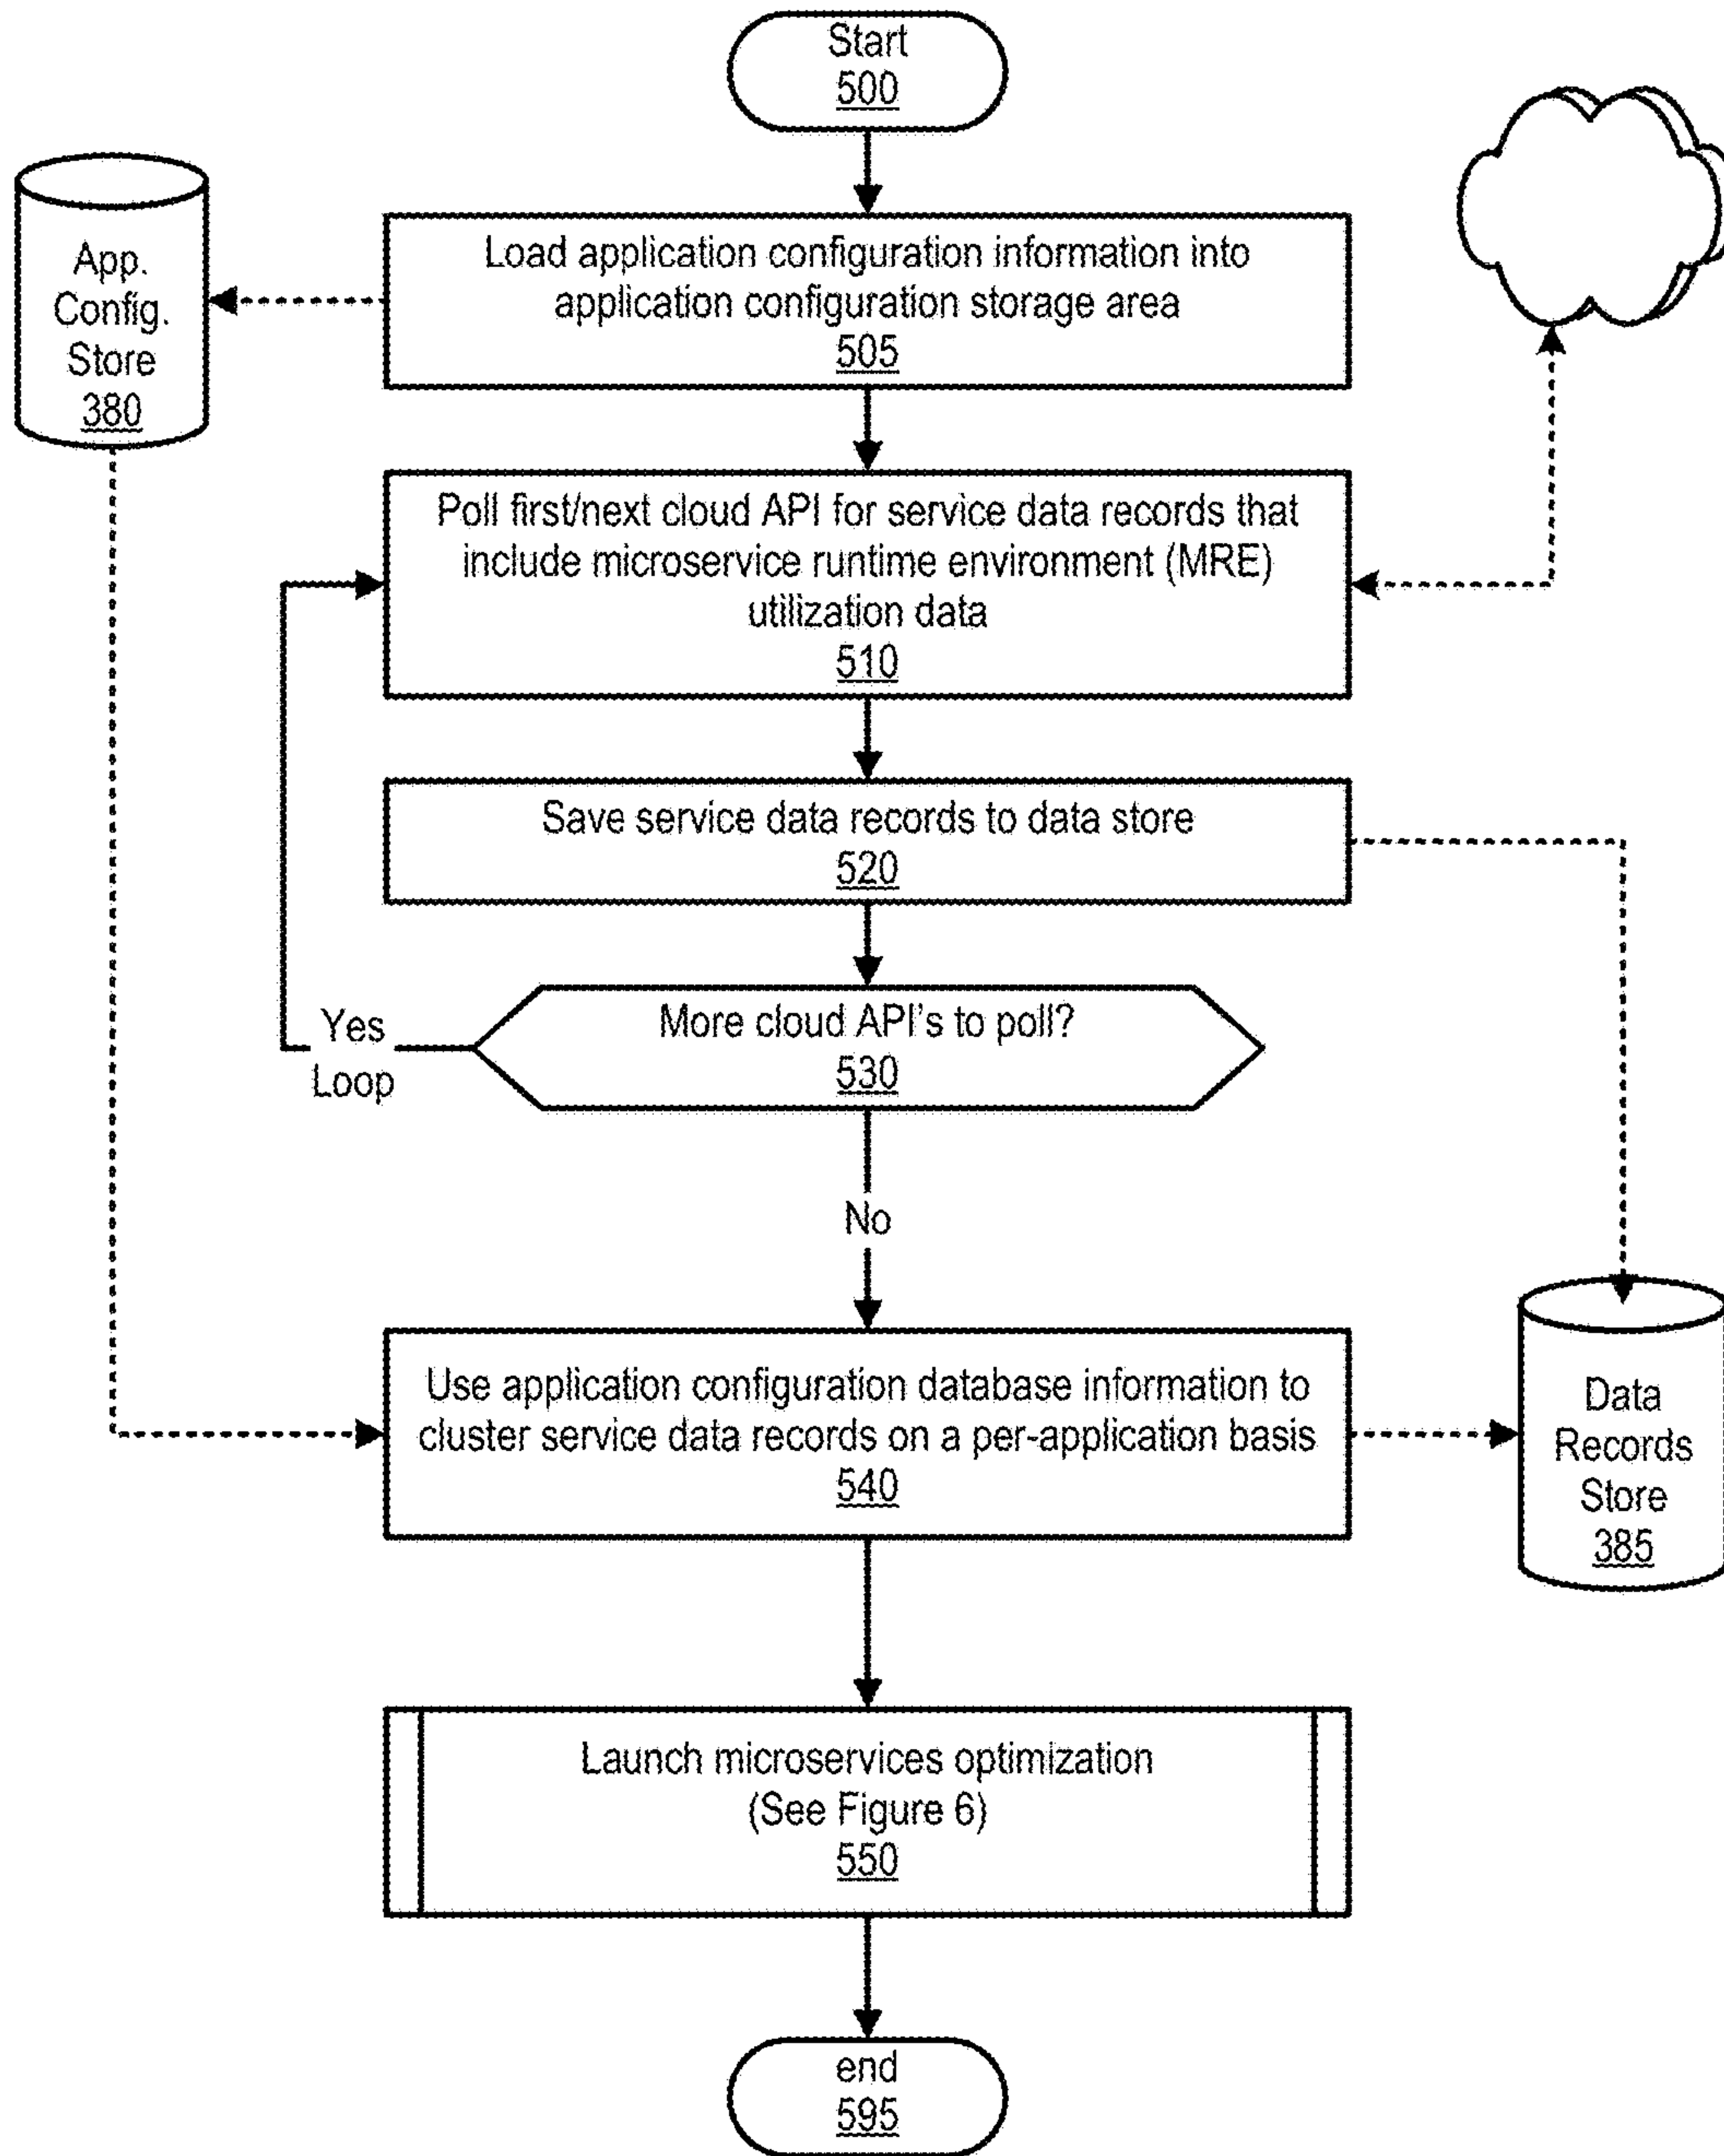 Start
500
App.
Config.
Store
380
Load application configuration information into
application configuration storage area
505
Poll first/next cloud API for service data records that
include microservice runtime environment (MRE)
utilization data
510
Save service data records to data store
520
More cloud API's to poll?
530
Yes
Loop
No
Use application configuration database information to
cluster service data records on a per-application basis
540
Data
Records
Store
385
Launch microservices optimization
(See Figure 6)
550
end
595